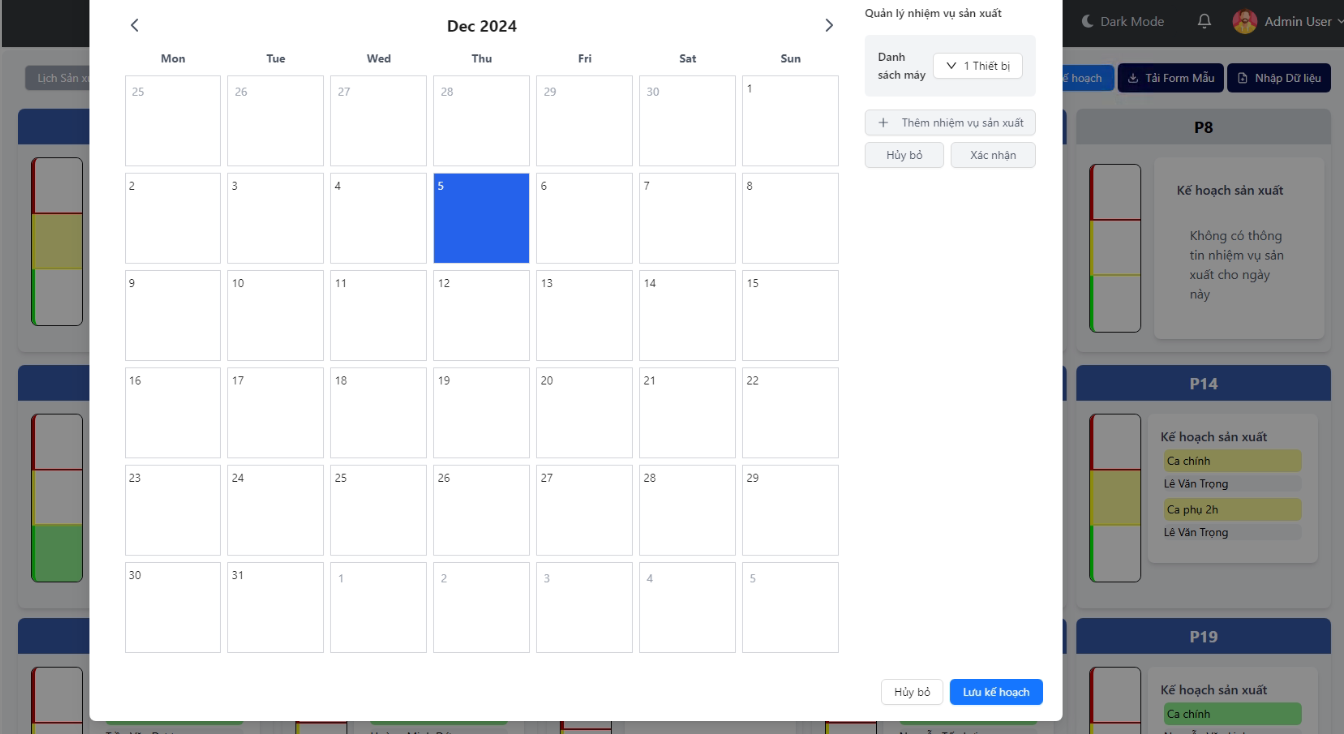 Dark Mode
Admin User
Lịch Sản
kế hoạch
Tải Form Mẫu
Nhập Dữ liệu
Dec 2024
Mon Tue Wed Thu Fri Sat Sun
25 26 27 28 29 30 1
2 3 4 5 6 7 8
9 10 11 12 13 14 15
16 17 18 19 20 21 22
23 24 25 26 27 28 29
30 31 1 2 3 4 5
Quản lý nhiệm vụ sản xuất
Danh
sách máy
1 Thiết bị
Thêm nhiệm vụ sản xuất
Hủy bỏ
Xác nhận
Hủy bỏ
Lưu kế hoạch
P8
Kế hoạch sản xuất
Không có thông
tin nhiệm vụ sản
xuất cho ngày
này
P14
Kế hoạch sản xuất
Ca chính
Lê Văn Trọng
Ca phụ 2h
Lê Văn Trọng
P19
Kế hoạch sản xuất
Ca chính